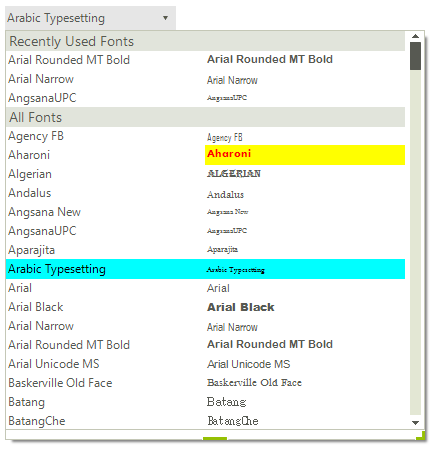 Arabic Typesetting
Recently Used Fonts
Arial Rounded MT Bold Arial Rounded MT Bold
Arial Narrow Arial Narrow
AngsanaUPC AngsanaUPC
All Fonts
Agency FB Agency FB
Aharoni Aharoni
Algerian ALGERIAN
Andalus Andalus
Angsana New Angsana New
AngsanaUPC AngsanaUPC
Aparajita Aparajita
Arabic Typesetting Arabic Typesetting
Arial Arial
Arial Black Arial Black
Arial Narrow Arial Narrow
Arial Rounded MT Bold Arial Rounded MT Bold
Arial Unicode MS Arial Unicode MS
Baskerville Old Face Baskerville Old Face
Batang Batang
BatangChe BatangChe